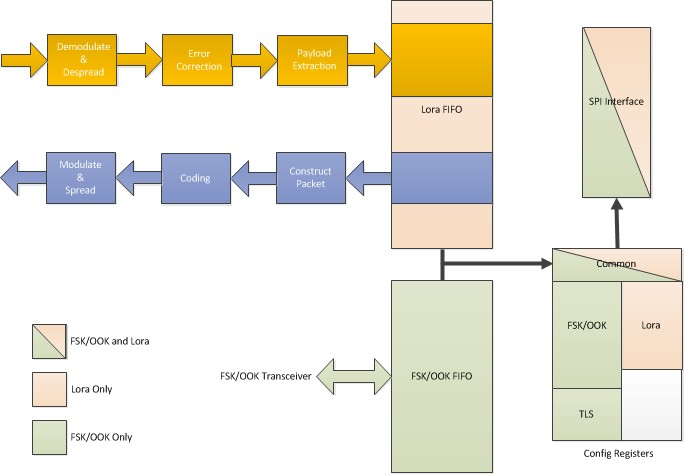 Demodulate
&
Despread
Error
Correction
Payload
Extraction
Lora FIFO
SPI Interface
Modulate
&
Spread
Coding
Construct
Packet
Common
FSK/OOK
Lora
TLS
Config Registers
FSK/OOK Transceiver
FSK/OOK FIFO
FSK/OOK and Lora
Lora Only
FSK/OOK Only